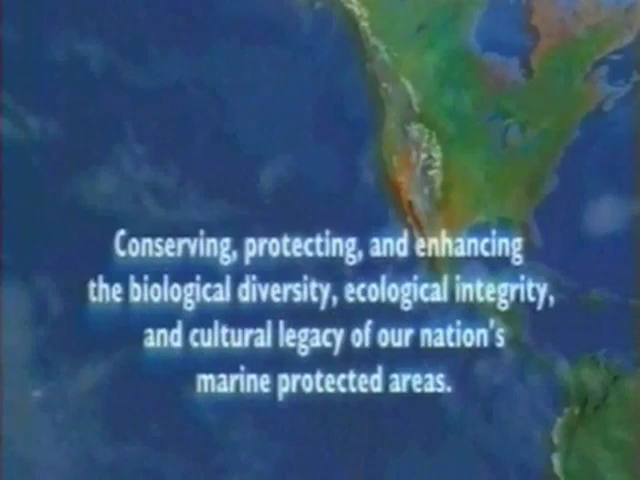 Conserving, protecting, and enhancing
the biological diversity, ecological integrity,
and cultural legacy of our nation's
marine protected areas.